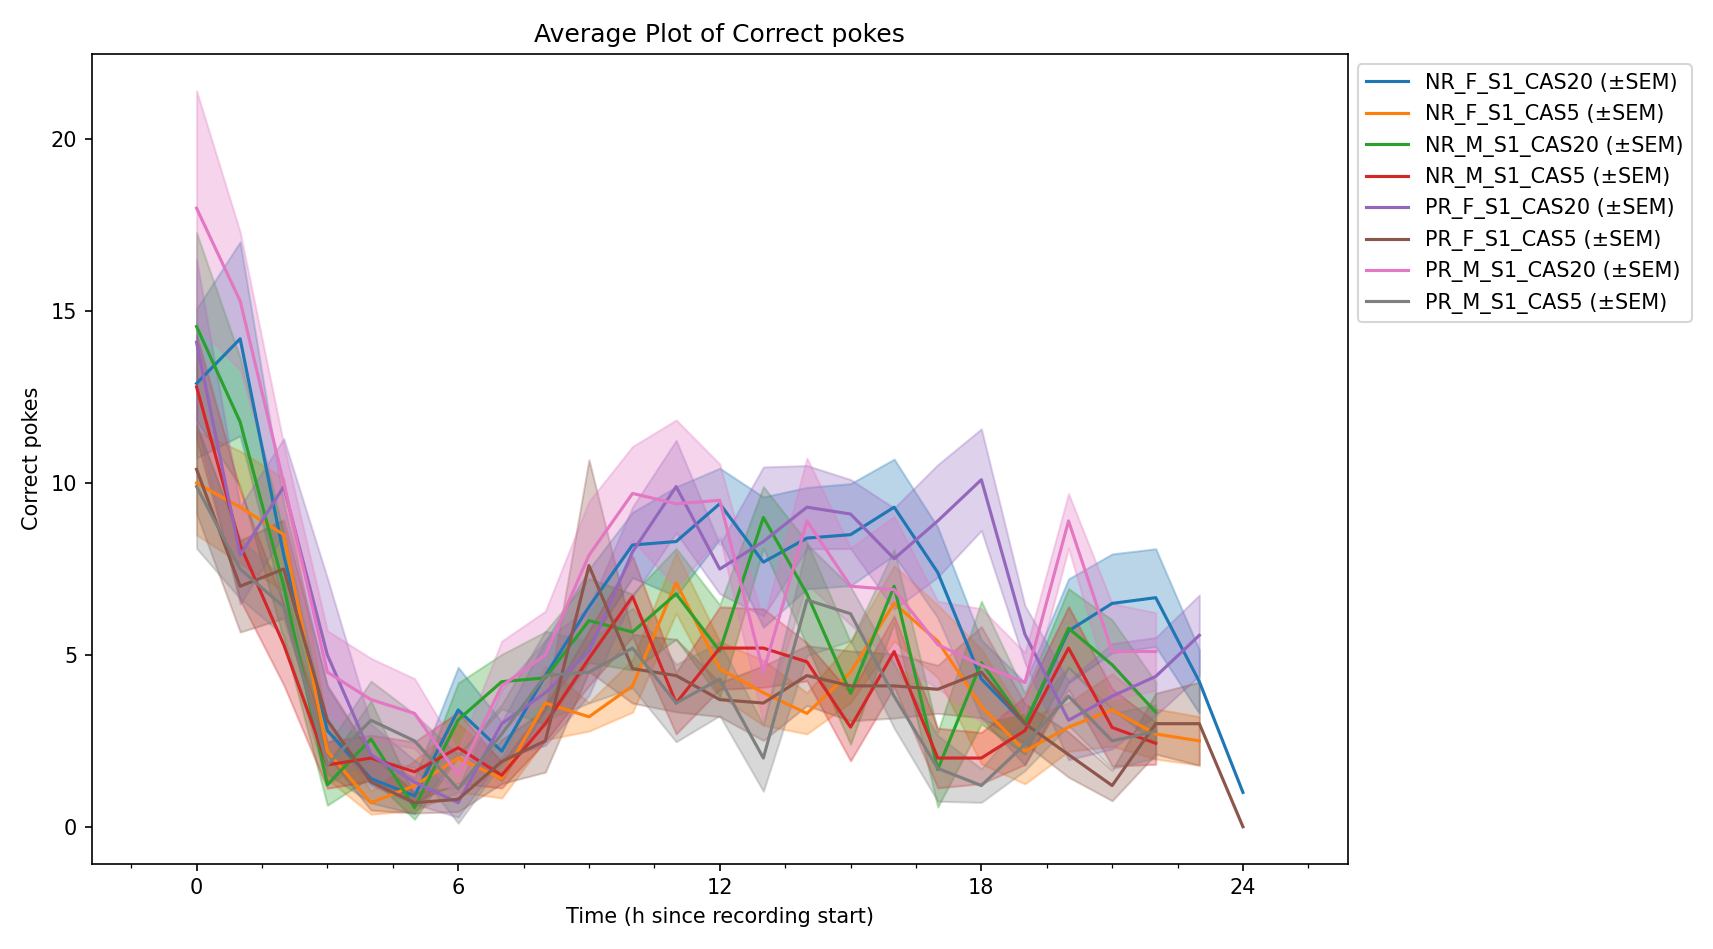 Average Plot of Correct pokes
NR_F_S1_CAS20 (±SEM)
NR_F_S1_CAS5 (±SEM)
NR_M_S1_CAS20 (±SEM)
NR_M_S1_CAS5 (±SEM)
PR_F_S1_CAS20 (±SEM)
PR_F_S1_CAS5 (±SEM)
PR_M_S1_CAS20 (±SEM)
PR_M_S1_CAS5 (±SEM)
Correct pokes
20
15
10
5
0
0 6 12 18 24
Time (h since recording start)